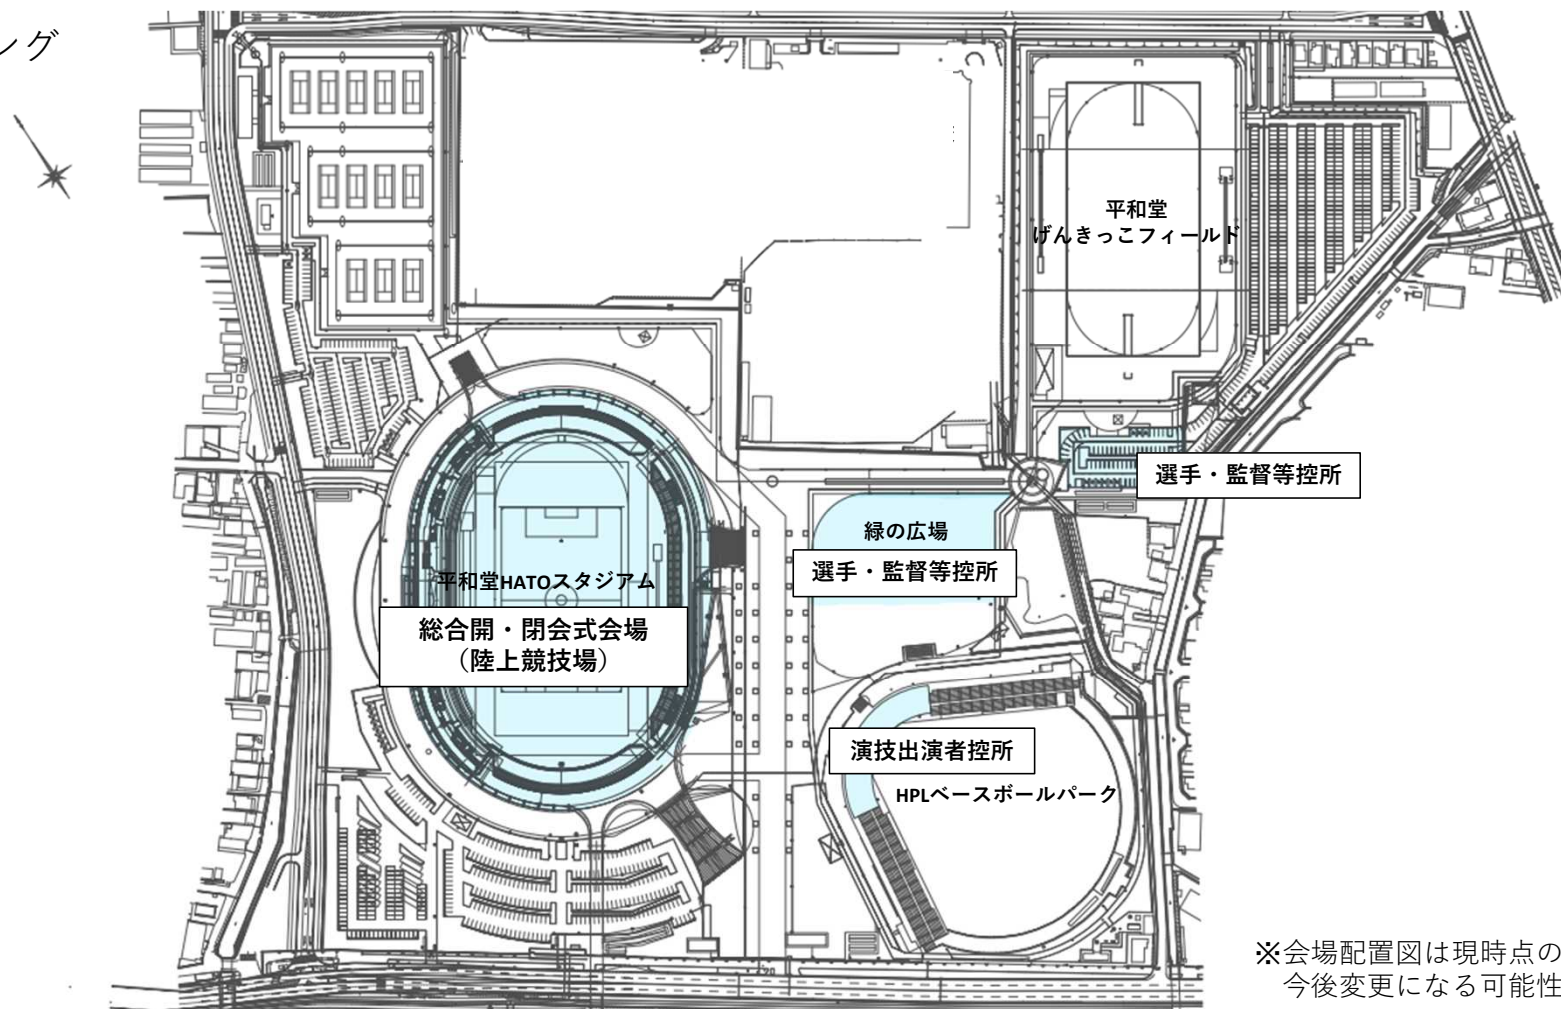 ング
平和堂
げんきっこフィールド
選手・監督等控所
緑の広場
選手・監督等控所
平和堂HATOスタジアム
総合開・閉会式会場
（陸上競技場）
演技出演者控所
HPLベースボールパーク
※会場配置図は現時点の
今後変更になる可能性